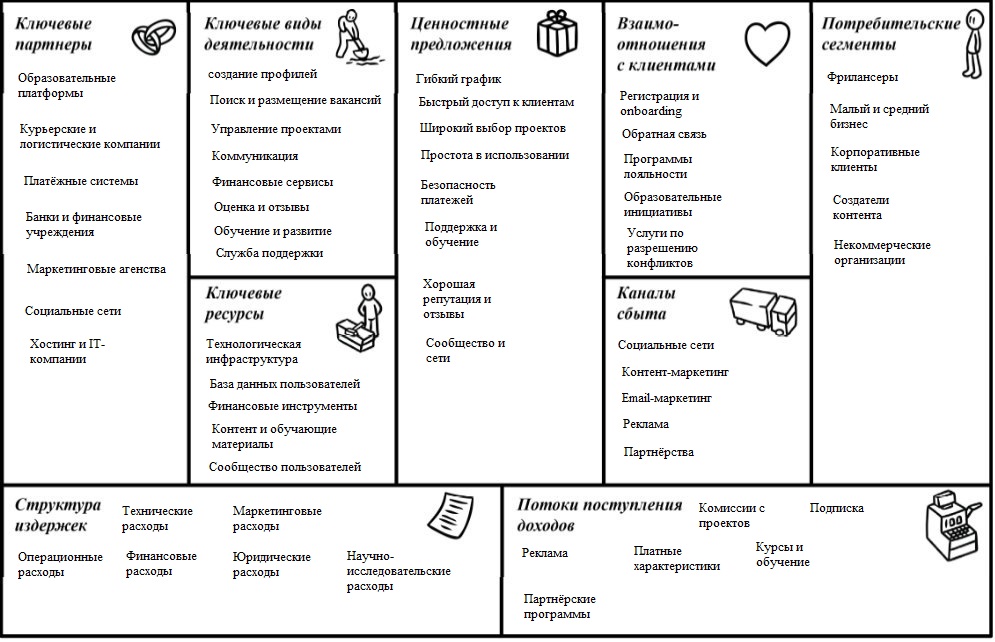 Ключевые
партнеры
Образовательные
платформы
Курьерские и
логистические компании
Платёжные системы
Банки и финансовые
учреждения
Маркетинговые агенства
Социальные сети
Хостинг и IT-
компании
Ключевые виды
деятельности
создание профилей
Поиск и размещение вакансий
Управление проектами
Коммуникация
Финансовые сервисы
Оценка и отзывы
Обучение и развитие
Служба поддержки
Ключевые
ресурсы
Технологическая
инфраструктура
База данных пользователей
Финансовые инструменты
Контент и обучающие
материалы
Сообщество пользователей
Ценностные
предложения
Гибкий график
Быстрый доступ к клиентам
Широкий выбор проектов
Простота в использовании
Безопасность
платежей
Поддержка и
обучение
Хорошая
репутация и
отзывы
Сообщество и
сети
Взаимо-
отношения
с клиентами
Регистрация и
onboarding
Обратная связь
Программы
лояльности
Образовательные
инициативы
Услуги по
разрешению
конфликтов
Каналы
сбыта
Социальные сети
Контент-маркетинг
Email-маркетинг
Реклама
Партнёрства
Потребительские
сегменты
Фрилансеры
Малый и средний
бизнес
Корпоративные
клиенты
Создатели
контента
Некоммерческие
организации
Структура
издержек
Технические
расходы
Маркетинговые
расходы
Операционные
расходы
Финансовые
расходы
Юридические
расходы
Научно-
исследовательские
расходы
Потоки поступления
доходов
Комиссии с
проектов
Подписка
Реклама
Платные
характеристики
Курсы и
обучение
Партнёрские
программы
100